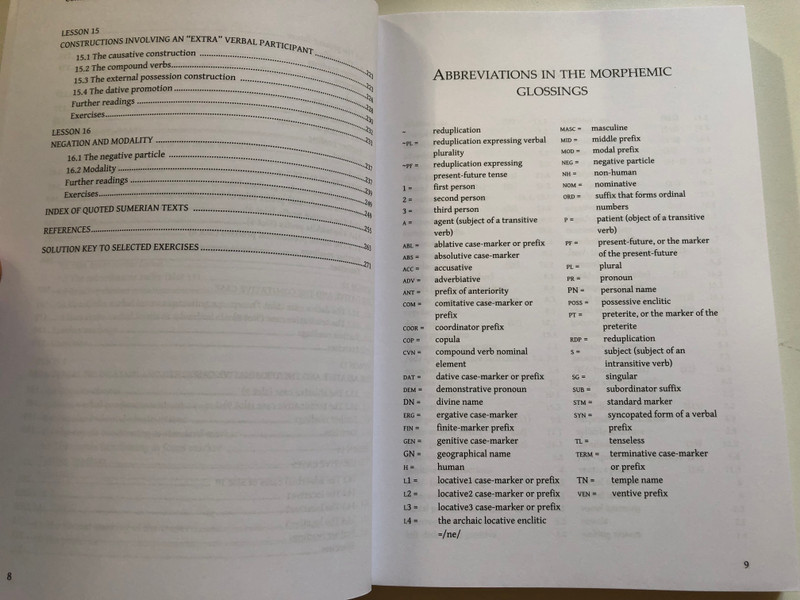 LESSON 15
CONSTRUCTIONS INVOLVING AN "EXTRA" VERBAL PARTICIPANT
15.1 The causative construction
15.2 The compound verbs
15.3 The external possession construction
15.4 The dative promotion
Further readings
Exercises
LESSON 16
NEGATION AND MODALITY 237
16.1 The negative particle 237
16.2 Modality 239
Further readings
Exercises
INDEX OF QUOTED SUMERIAN TEXTS 255
REFERENCES 261
SOLUTION KEY TO SELECTED EXERCISES 271
8
ABBREVIATIONS IN THE MORPHEMIC
GLOSSINGS
~ reduplication
~PL = reduplication expressing verbal
plurality
~PF = reduplication expressing
present-future tense
1 = first person
2 = second person
3 = third person
A = agent (subject of a transitive
verb)
ABL = ablative case-marker or prefix
ABS = absolutive case-marker
ACC = accusative
ADV = adverbiative
ANT = prefix of anteriority
COM = comitative case-marker or
prefix
COOR = coordinator prefix
COP = copula
CVN = compound verb nominal
element
DAT = dative case-marker or prefix
DEM = demonstrative pronoun
DN = divine name
ERG = ergative case-marker
FIN = finite-marker prefix
GEN = genitive case-marker
GN = geographical name
H = human
L1 = locative1 case-marker or prefix
L2 = locative2 case-marker or prefix
L3 = locative3 case-marker or prefix
L4 = the archaic locative enclitic
=/ne/
MASC = masculine
MID = middle prefix
MOD = modal prefix
NEG = negative particle
NH = non-human
NOM = nominative
ORD = suffix that forms ordinal
numbers
P = patient (object of a transitive
verb)
PF = present-future, or the marker
of the present-future
PL = plural
PR = pronoun
PN = personal name
POSS = possessive enclitic
PT = preterite, or the marker of the
preterite
RDP = reduplication
S = subject (subject of an
intransitive verb)
SG = singular
SUB = subordinator suffix
STM = standard marker
SYN = syncopated form of a verbal
prefix
TL = tenseless
TERM = terminative case-marker
or prefix
TN = temple name
VEN = ventive prefix
9